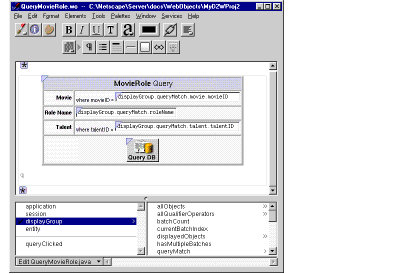 QueryMovieRole.wo -- C:\Netscape\Server\docs\WebObjects\MyD2WProj2
File Edit Format Elements Tools Palettes Window Services Help
I B I U T a
MovieRole Query
Movie where movieID = displayGroup.queryMatch.movie.movieID
Role Name displayGroup.queryMatch.roleName
Talent where talentID = displayGroup.queryMatch.talent.talentID
Query DB
application
session
displayGroup >
entity
queryClicked
allObjects >>
allQualifierOperators >
batchCount
currentBatchIndex
displayedObjects >>
hasMultipleBatches
queryMatch >
Edit QueryMovieRole.java